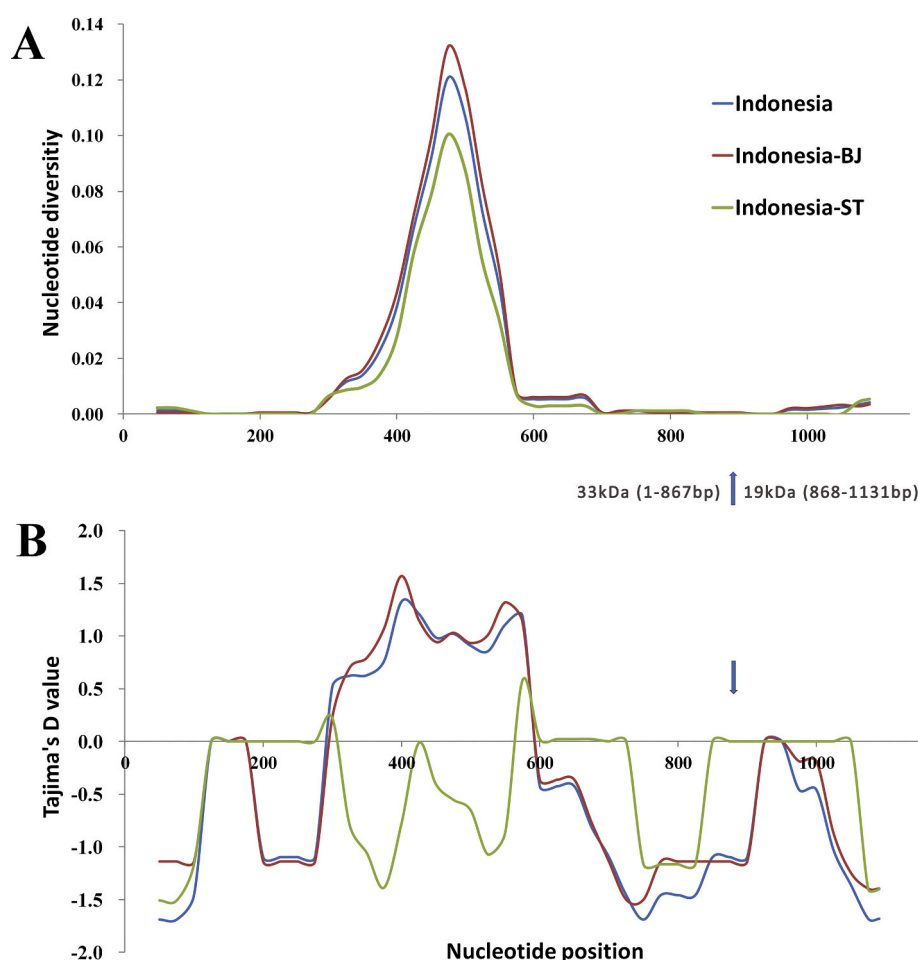 A
0.14
0.12
0.10
0.08
0.06
0.04
0.02
0.00
Nucleotide diversitiy
0 200 400 600 800 1000
Indonesia
Indonesia-BJ
Indonesia-ST
33kDa (1-867bp) 19kDa (868-1131bp)
B
2.0
1.5
1.0
0.5
0.0
-0.5
-1.0
-1.5
-2.0
Tajima's D value
0 200 400 600 800 1000
Nucleotide position